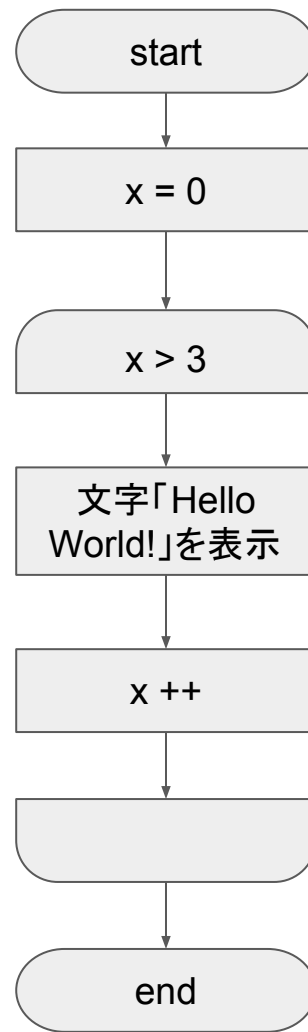 start
x = 0
x > 3
文字「Hello
World!」を表示
x ++
end